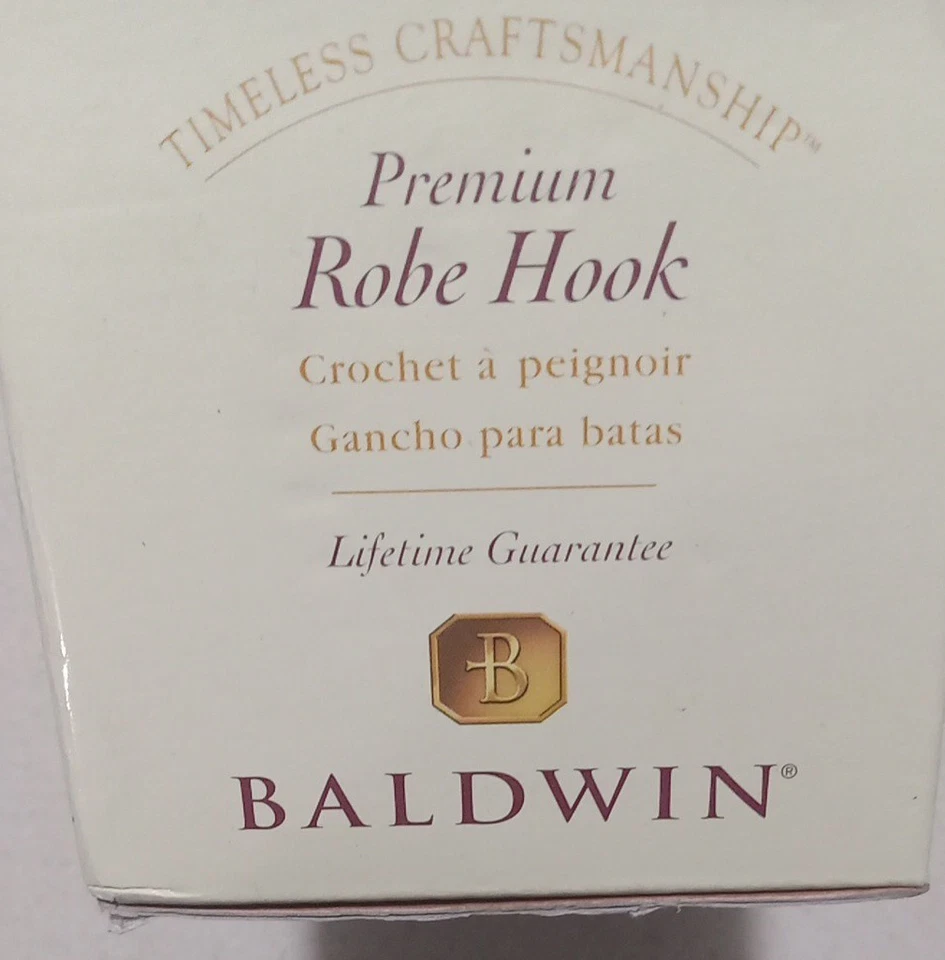 TIMELESS CRAFTSMANSHIP™
Premium
Robe Hook
Crochet à peignoir
Gancho para batas
Lifetime Guarantee
B
BALDWIN®